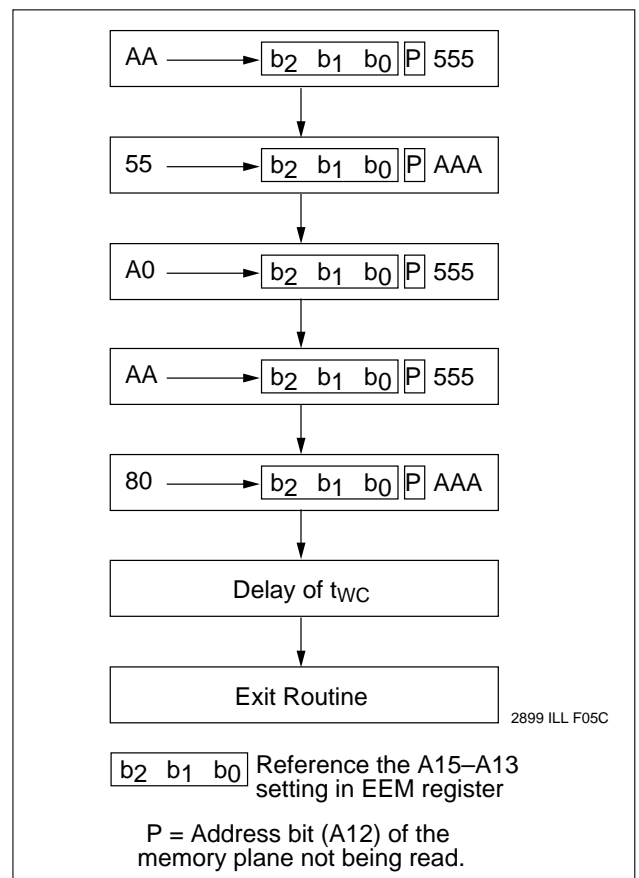 AA b2 b1 b0 P 555
55 b2 b1 b0 P AAA
A0 b2 b1 b0 P 555
AA b2 b1 b0 P 555
80 b2 b1 b0 P AAA
Delay of tWC
Exit Routine
2899 ILL F05C
b2 b1 b0 Reference the A15–A13
setting in EEM register
P = Address bit (A12) of the
memory plane not being read.